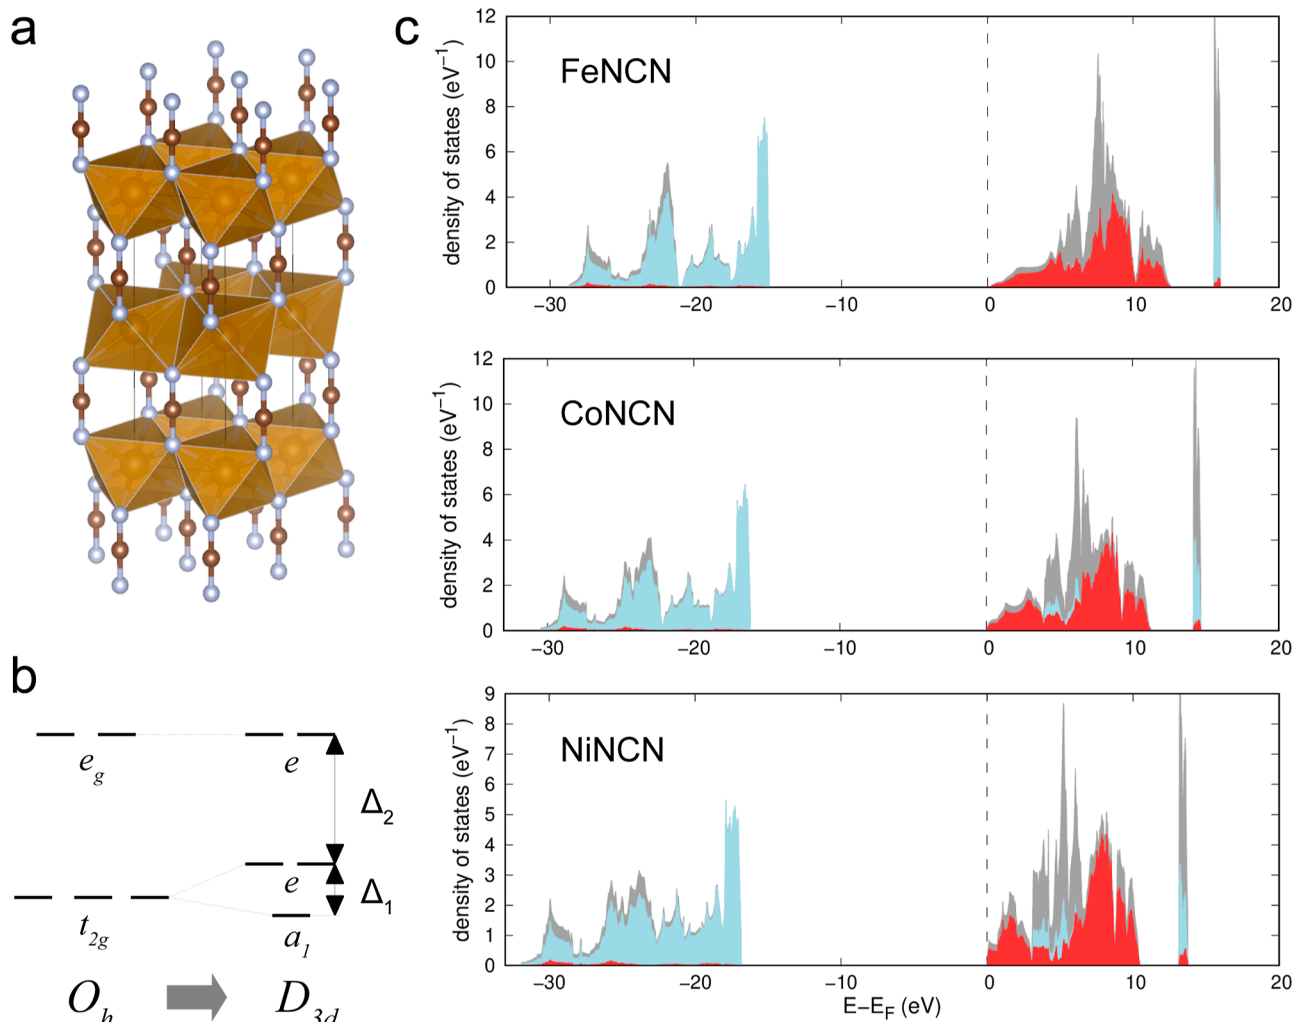 a
b
e_g
e
Δ₂
e
Δ₁
t_2g
a_1
O_h
D_3d
c
12
10
8
6
4
2
0
density of states (eV⁻¹)
FeNCN
−30
−20
−10
0
10
20
12
10
8
6
4
2
0
density of states (eV⁻¹)
CoNCN
−30
−20
−10
0
10
20
9
8
7
6
5
4
3
2
1
0
density of states (eV⁻¹)
NiNCN
−30
−20
−10
0
10
20
E−E_F (eV)